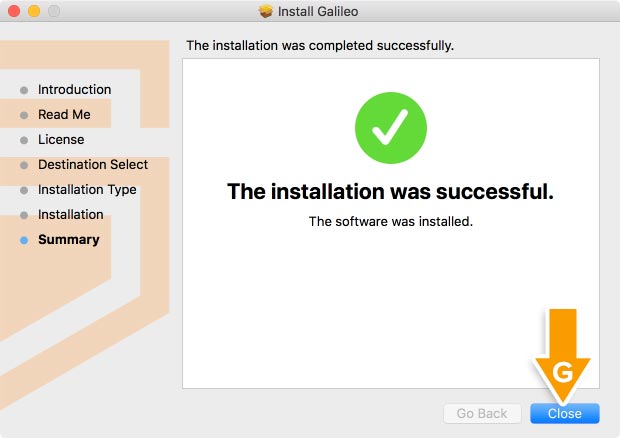 Install Galileo
The installation was completed successfully.
Introduction
Read Me
License
Destination Select
Installation Type
Installation
Summary
The installation was successful.
The software was installed.
G
Go Back
Close